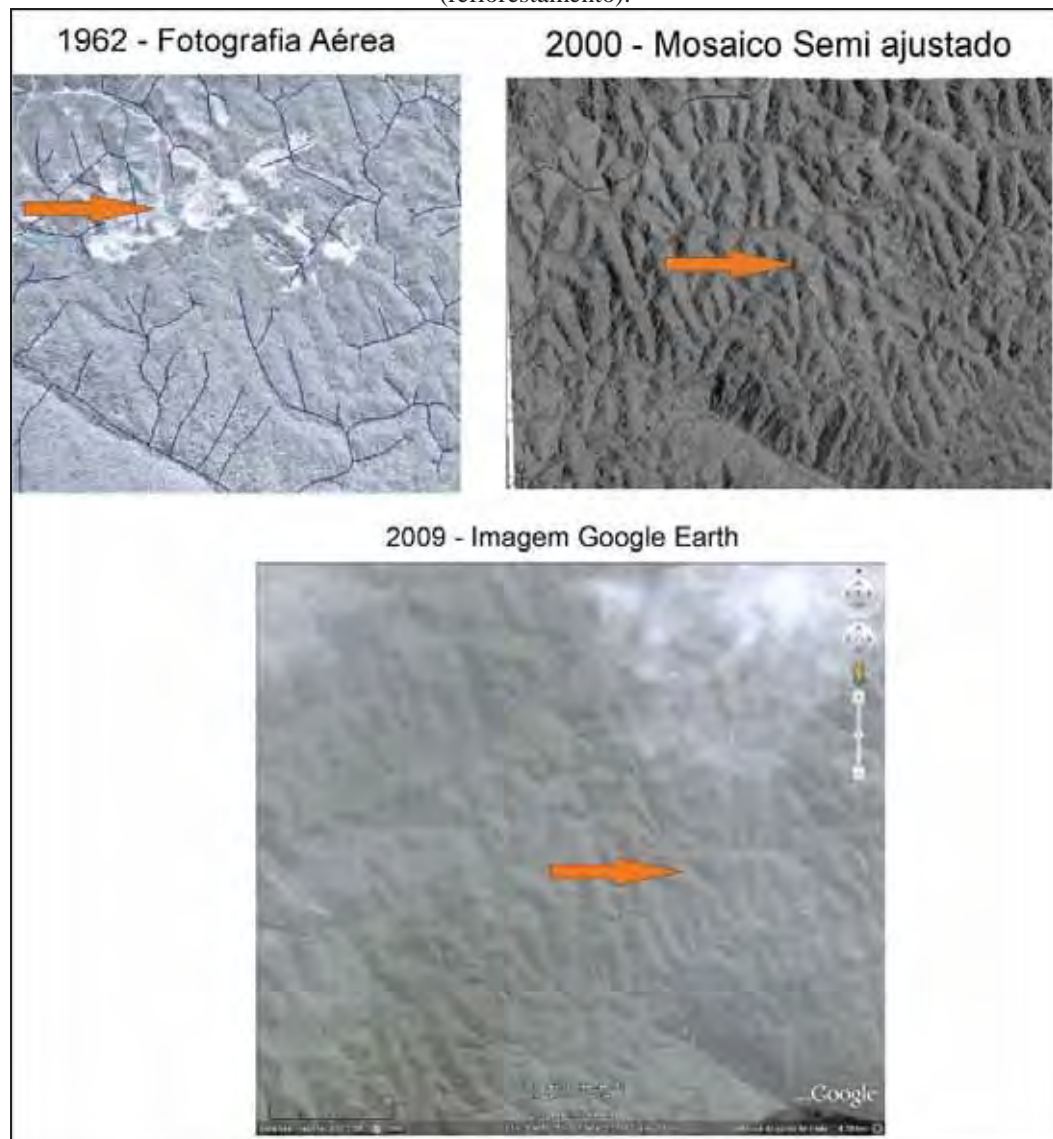 (reflorestamento).
1962 - Fotografia Aérea
2000 - Mosaico Semi ajustado
2009 - Imagem Google Earth
Google